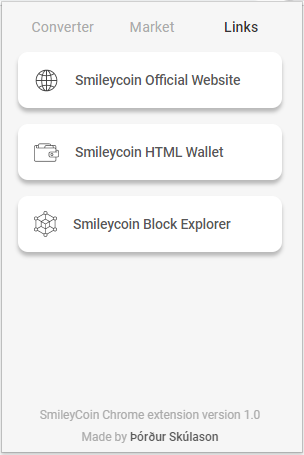 Converter Market Links
Smileycoin Official Website
Smileycoin HTML Wallet
Smileycoin Block Explorer
SmileyCoin Chrome extension version 1.0
Made by Þórður Skúlason